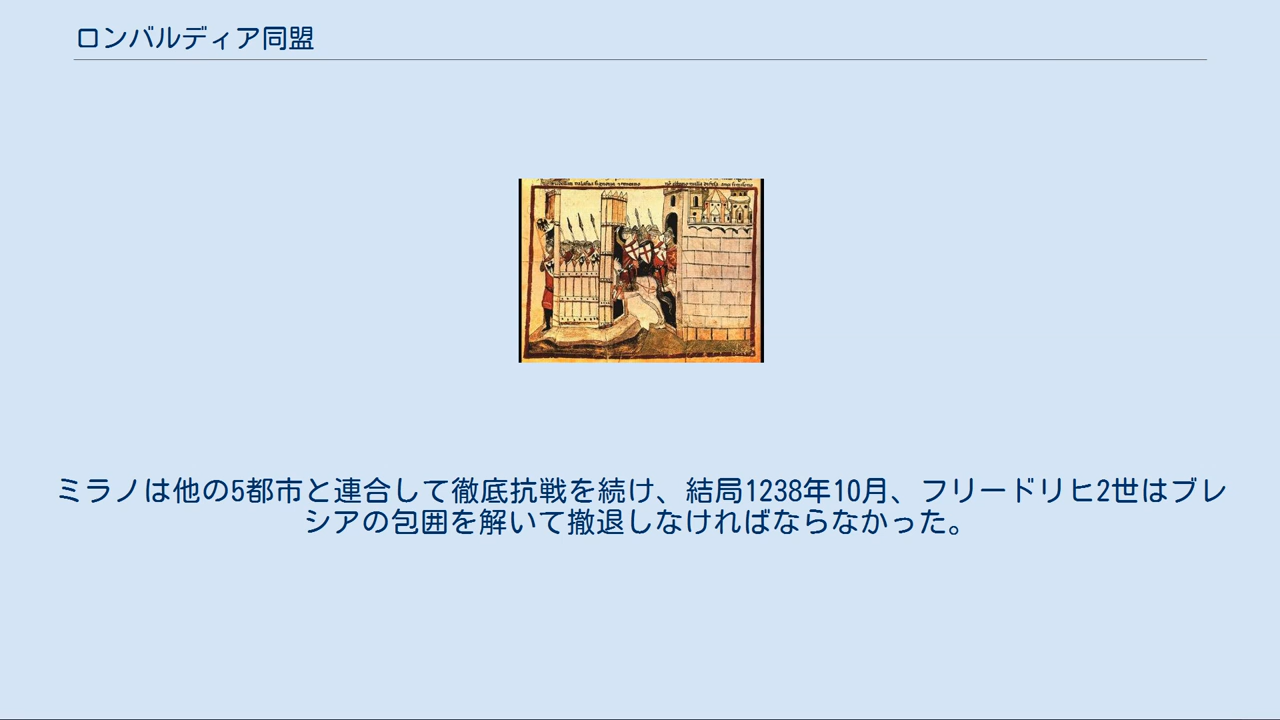 ロンバルディア同盟
ミラノは他の5都市と連合して徹底抗戦を続け、結局1238年10月、フリードリヒ2世はブレ
シアの包囲を解いて撤退しなければならなかった。